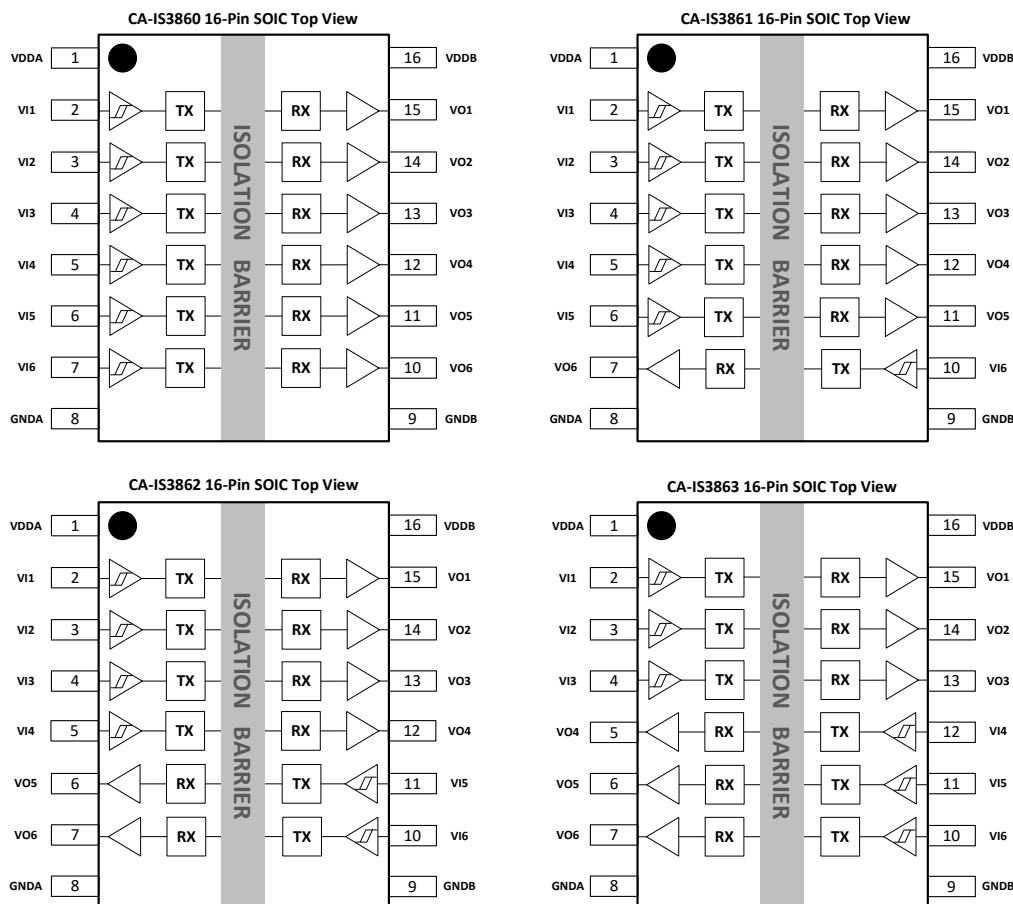 CA-IS3860 16-Pin SOIC Top View
VDDA 1 16 VDDB
VI1 2 TX RX 15 VO1
VI2 3 TX RX 14 VO2
VI3 4 TX RX 13 VO3
VI4 5 TX RX 12 VO4
VI5 6 TX RX 11 VO5
VI6 7 TX RX 10 VO6
GNDA 8 9 GNDB
ISOLATION BARRIER
CA-IS3861 16-Pin SOIC Top View
VDDA 1 16 VDDB
VI1 2 TX RX 15 VO1
VI2 3 TX RX 14 VO2
VI3 4 TX RX 13 VO3
VI4 5 TX RX 12 VO4
VI5 6 TX RX 11 VO5
VO6 7 RX TX 10 VI6
GNDA 8 9 GNDB
ISOLATION BARRIER
CA-IS3862 16-Pin SOIC Top View
VDDA 1 16 VDDB
VI1 2 TX RX 15 VO1
VI2 3 TX RX 14 VO2
VI3 4 TX RX 13 VO3
VI4 5 TX RX 12 VO4
VO5 6 RX TX 11 VI5
VO6 7 RX TX 10 VI6
GNDA 8 9 GNDB
ISOLATION BARRIER
CA-IS3863 16-Pin SOIC Top View
VDDA 1 16 VDDB
VI1 2 TX RX 15 VO1
VI2 3 TX RX 14 VO2
VI3 4 TX RX 13 VO3
VO4 5 RX TX 12 VI4
VO5 6 RX TX 11 VI5
VO6 7 RX TX 10 VI6
GNDA 8 9 GNDB
ISOLATION BARRIER